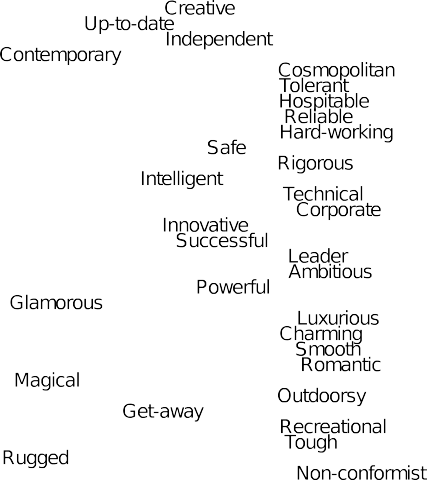 Creative
Up-to-date
Independent
Contemporary
Cosmopolitan
Tolerant
Hospitable
Reliable
Hard-working
Safe
Rigorous
Intelligent
Technical
Corporate
Innovative
Successful
Leader
Ambitious
Powerful
Glamorous
Luxurious
Charming
Smooth
Romantic
Magical
Outdoorsy
Get-away
Recreational
Tough
Rugged
Non-conformist